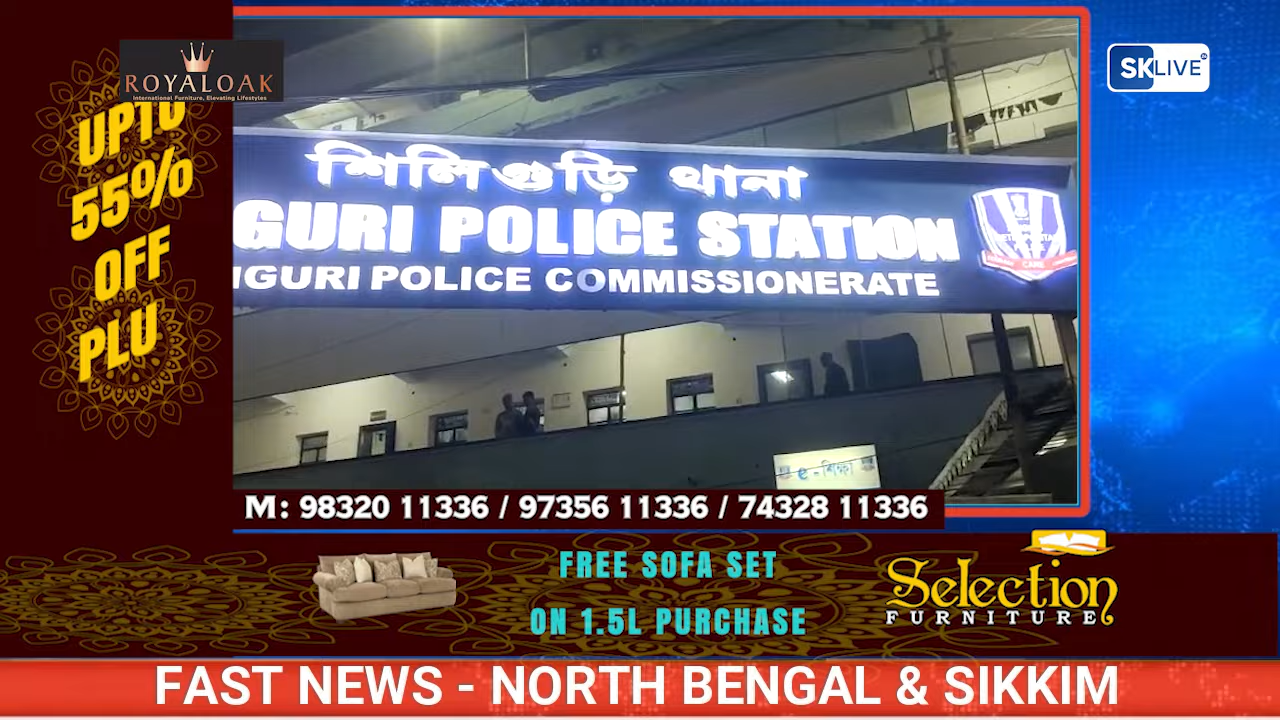 ROYALOAK
International Furniture, Elevating Lifestyles
UPTO
55%
OFF
PLU
SKLIVE
শিলিগুড়ি থানা
GURI POLICE STATION
IGURI POLICE COMMISSIONERATE
CARE
e-শিক্ষা
M: 98320 11336 / 97356 11336 / 74328 11336
FREE SOFA SET
ON 1.5L PURCHASE
Selection
FURNITURE
FAST NEWS - NORTH BENGAL & SIKKIM